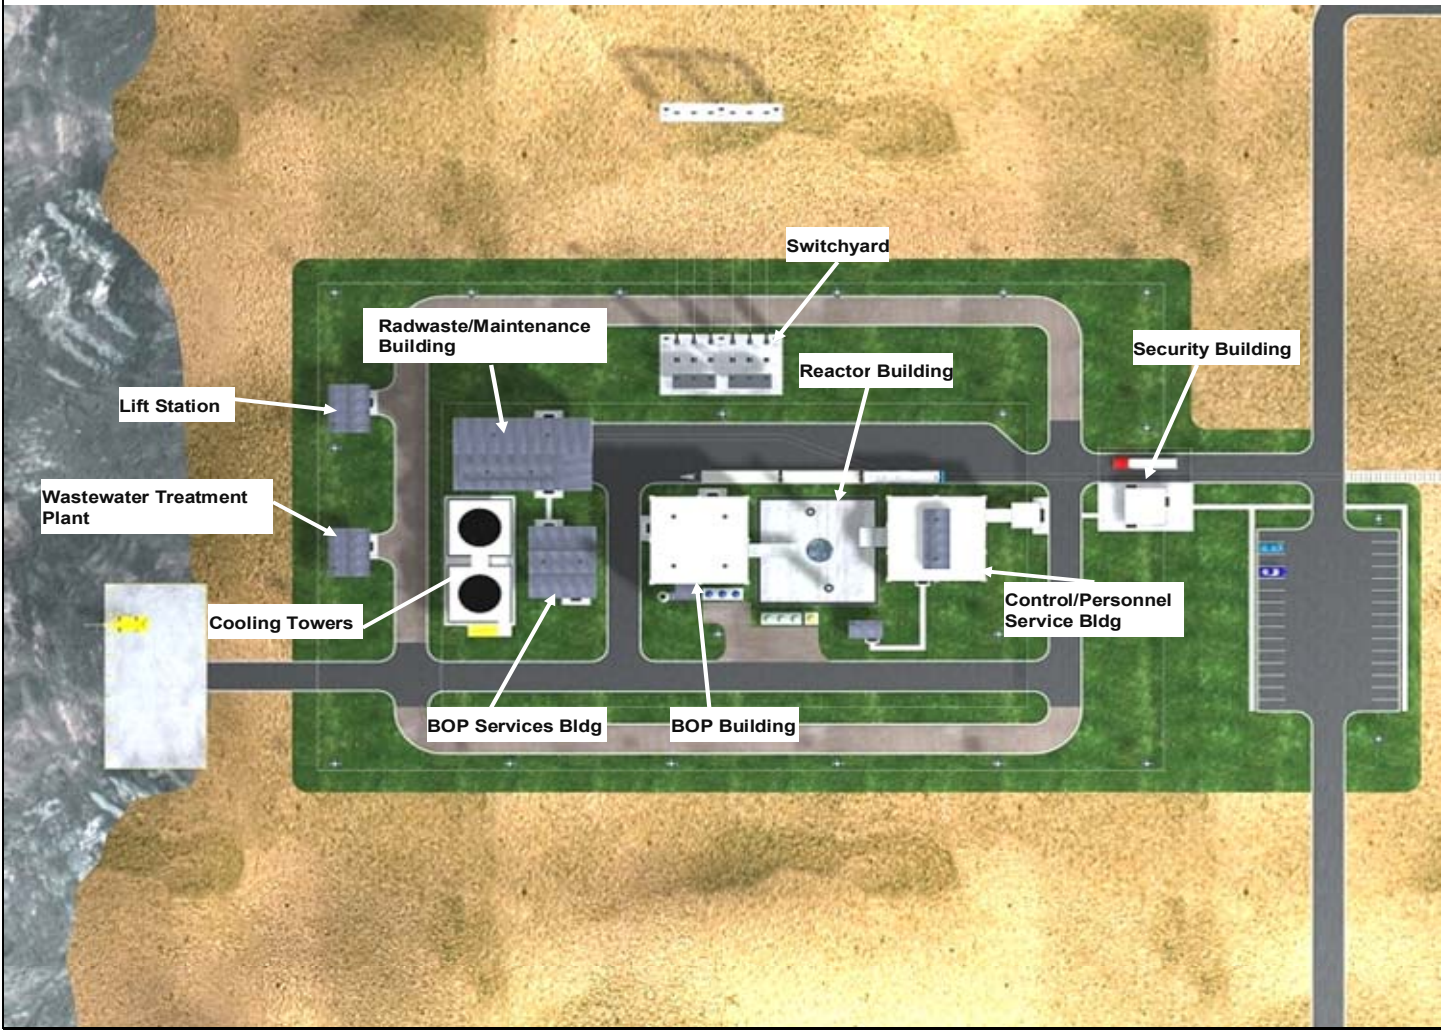 Switchyard
Radwaste/Maintenance
Building
Security Building
Reactor Building
Lift Station
Wastewater Treatment
Plant
Control/Personnel
Service Bldg
Cooling Towers
BOP Services Bldg
BOP Building